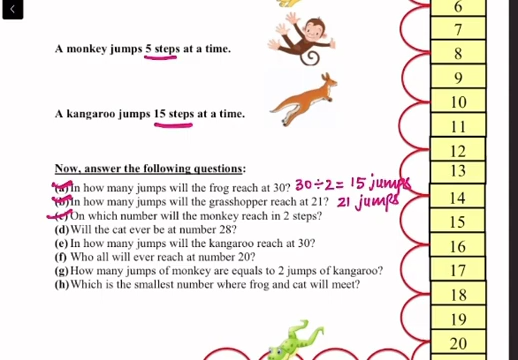 A monkey jumps 5 steps at a time.
A kangaroo jumps 15 steps at a time.
Now, answer the following questions:
(a) In how many jumps will the frog reach at 30? 30÷2= 15 jumps
(b) In how many jumps will the grasshopper reach at 21? 21 jumps
(c) On which number will the monkey reach in 2 steps?
(d) Will the cat ever be at number 28?
(e) In how many jumps will the kangaroo reach at 30?
(f) Who all will ever reach at number 20?
(g) How many jumps of monkey are equals to 2 jumps of kangaroo?
(h) Which is the smallest number where frog and cat will meet?
6
7
8
9
10
11
12
13
14
15
16
17
18
19
20